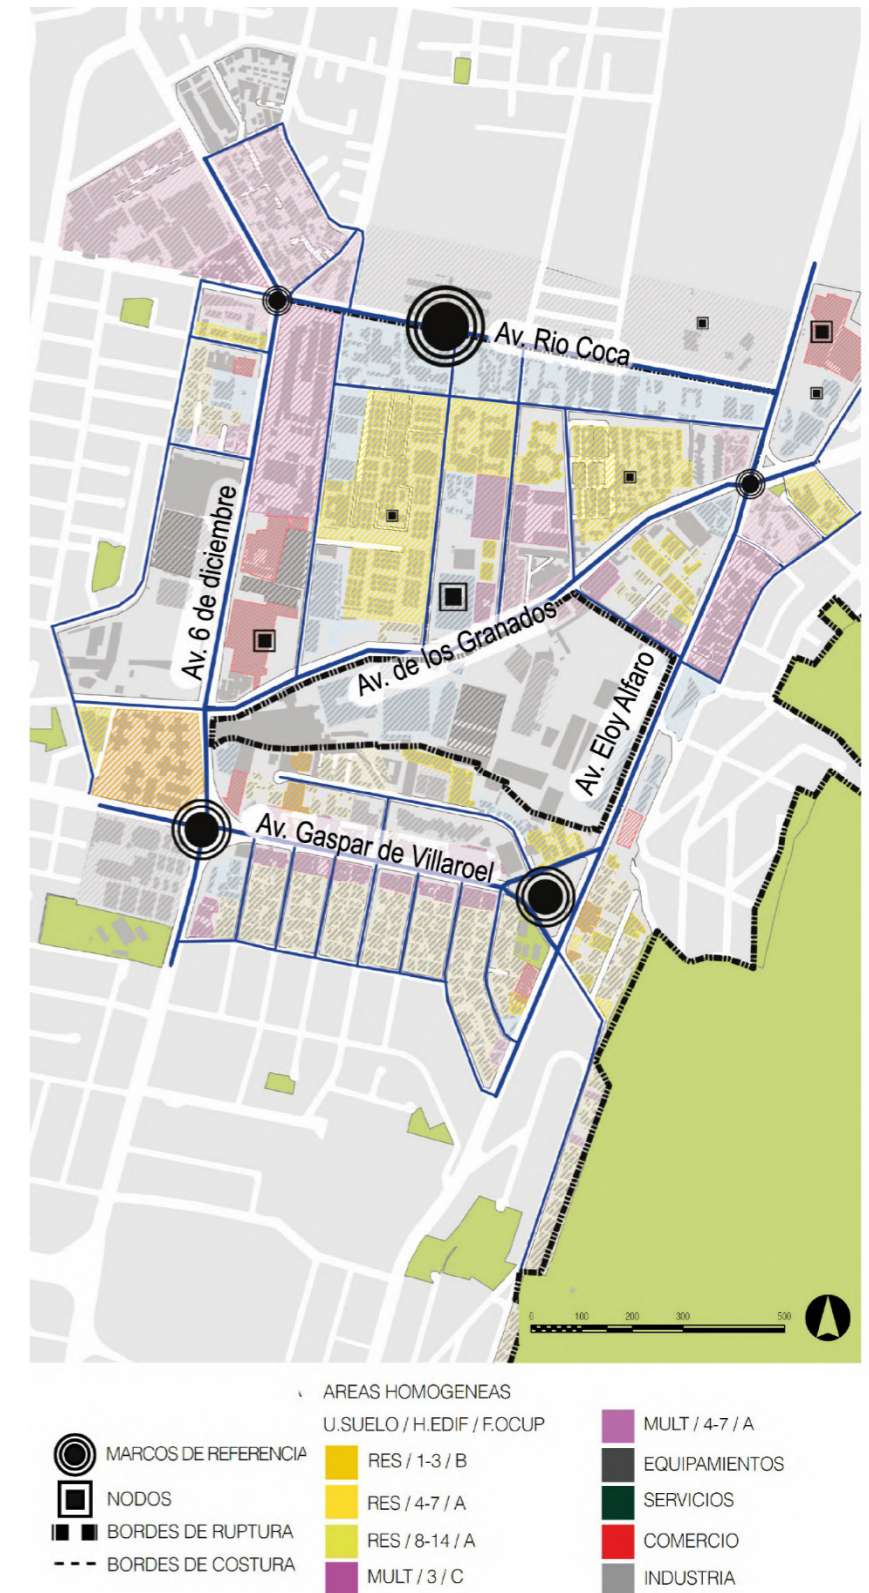 Av. Rio Coca
Av. 6 de diciembre
Av. de los Granados
Av. Eloy Alfaro
Av. Gaspar de Villaroel
0 100 200 300 500
AREAS HOMOGENEAS
U.SUELO / H.EDIF / F.OCUP
MARCOS DE REFERENCIA
NODOS
BORDES DE RUPTURA
BORDES DE COSTURA
RES / 1-3 / B
RES / 4-7 / A
RES / 8-14 / A
MULT / 3 / C
MULT / 4-7 / A
EQUIPAMIENTOS
SERVICIOS
COMERCIO
INDUSTRIA